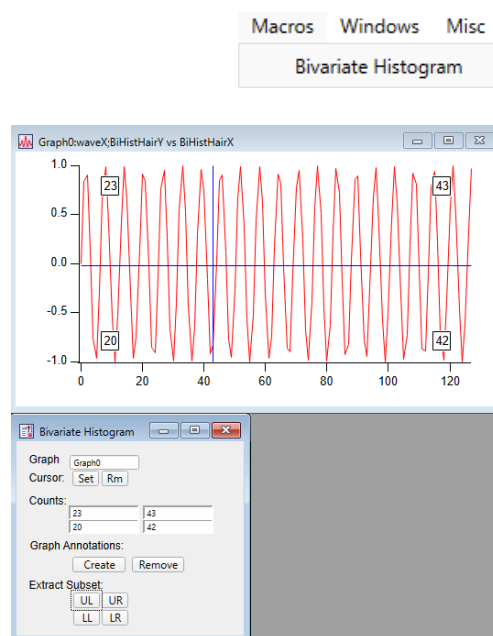 Macros Windows Misc
Bivariate Histogram
Graph0:waveX;BiHistHairY vs BiHistHairX
1.0
23 43
0.5
0.0
-0.5
20 42
-1.0
0 20 40 60 80 100 120
Bivariate Histogram
Graph Graph0
Cursor: Set Rm
Counts:
23 43
20 42
Graph Annotations:
Create Remove
Extract Subset:
UL UR
LL LR